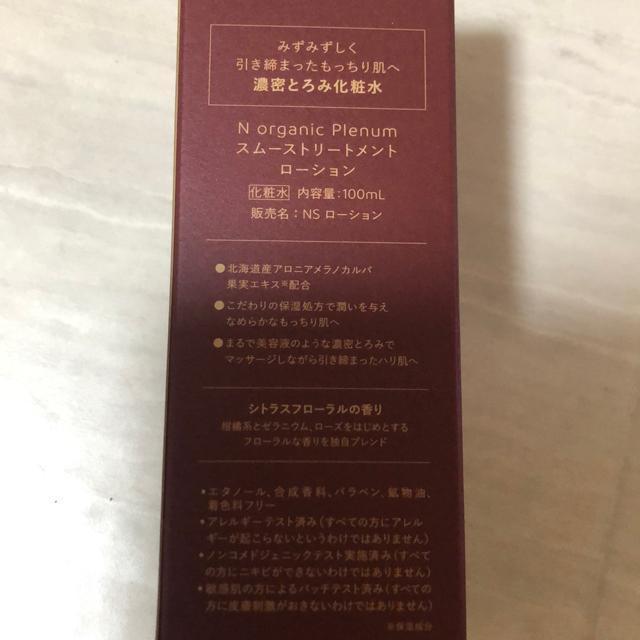 みずみずしく
引き締まったもっちり肌へ
濃密とろみ化粧水
N organic Plenum
スムーストリートメント
ローション
化粧水 内容量：100mL
販売名：NS ローション
●北海道産アロニアメラノカルパ
果実エキス※配合
●こだわりの保湿処方で潤いを与え
なめらかなもっちり肌へ
●まるで美容液のような濃密とろみで
マッサージしながら引き締まったハリ肌へ
シトラスフローラルの香り
柑橘系とゼラニウム、ローズをはじめとする
フローラルな香りを独自ブレンド
•エタノール、合成香料、パラベン、鉱物油、
着色料フリー
•アレルギーテスト済み（すべての方にアレル
ギーが起こらないというわけではありません）
•ノンコメドジェニックテスト実施済み（すべて
の方にニキビができないわけではありません）
•敏感肌の方によるパッチテスト済み（すべての
方に皮膚刺激がおきないわけではありません）
※保湿成分